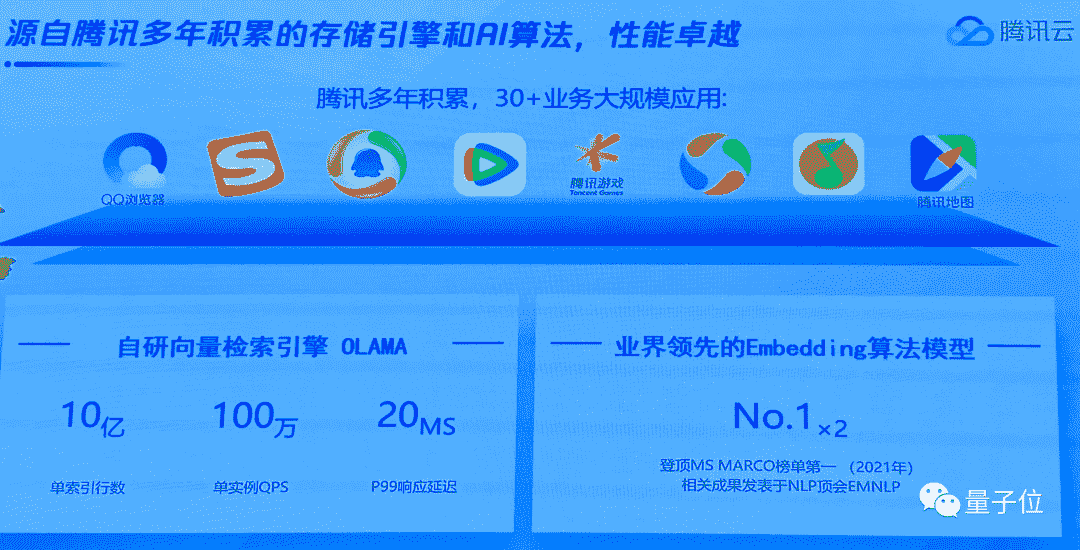 源自腾讯多年积累的存储引擎和AI算法，性能卓越
腾讯云
腾讯多年积累，30+业务大规模应用:
QQ浏览器
腾讯游戏
Tencent Games
腾讯地图
自研向量检索引擎 OLAMA
业界领先的Embedding算法模型
10亿
100万
20MS
No.1×2
单索引行数
单实例QPS
P99响应延迟
登顶MS MARCO榜单第一 （2021年）
相关成果发表于NLP顶会EMNLP
量子位